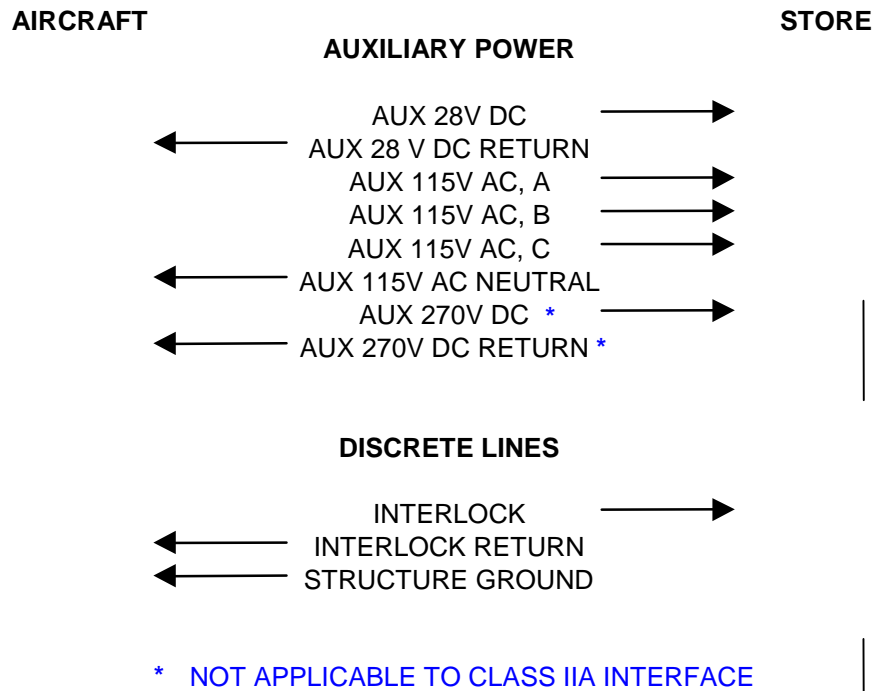 AIRCRAFT STORE
AUXILIARY POWER
AUX 28V DC
AUX 28 V DC RETURN
AUX 115V AC, A
AUX 115V AC, B
AUX 115V AC, C
AUX 115V AC NEUTRAL
AUX 270V DC *
AUX 270V DC RETURN *
DISCRETE LINES
INTERLOCK
INTERLOCK RETURN
STRUCTURE GROUND
* NOT APPLICABLE TO CLASS IIA INTERFACE